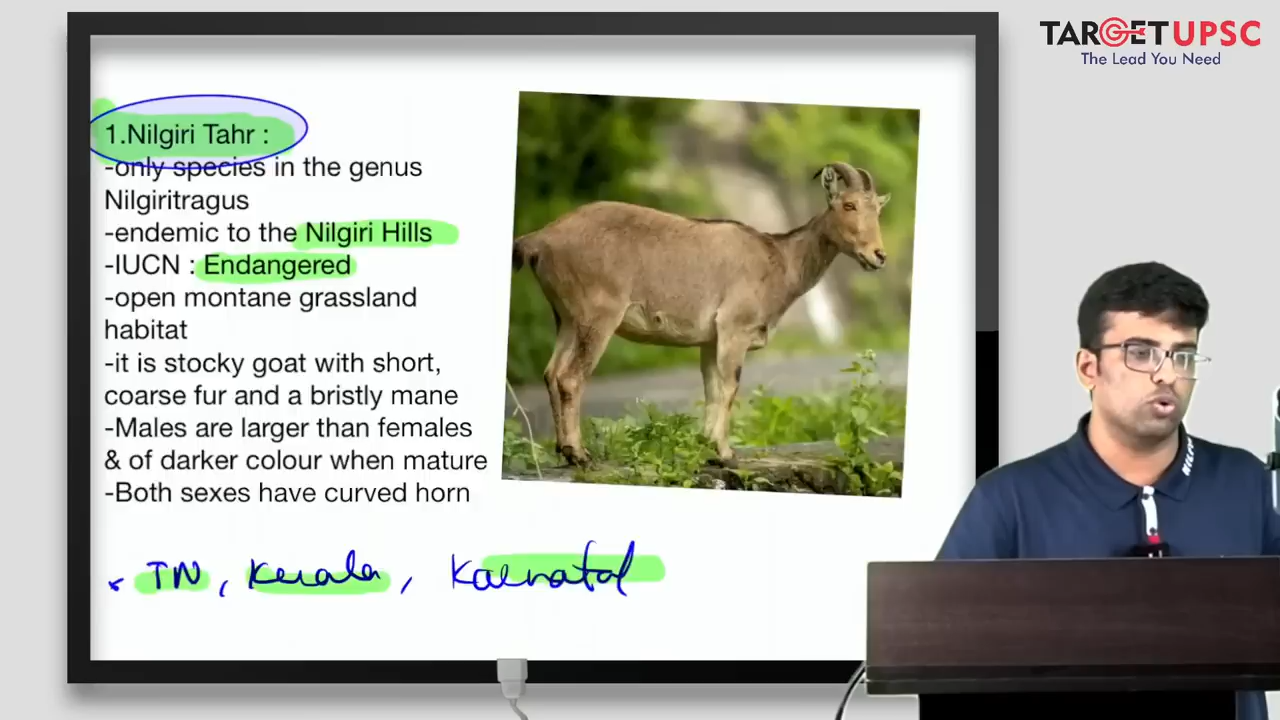 TARGET UPSC
The Lead You Need
1.Nilgiri Tahr :
-only species in the genus
Nilgiritragus
-endemic to the Nilgiri Hills
-IUCN : Endangered
-open montane grassland
habitat
-it is stocky goat with short,
coarse fur and a bristly mane
-Males are larger than females
& of darker colour when mature
-Both sexes have curved horn
TN, Kerala,